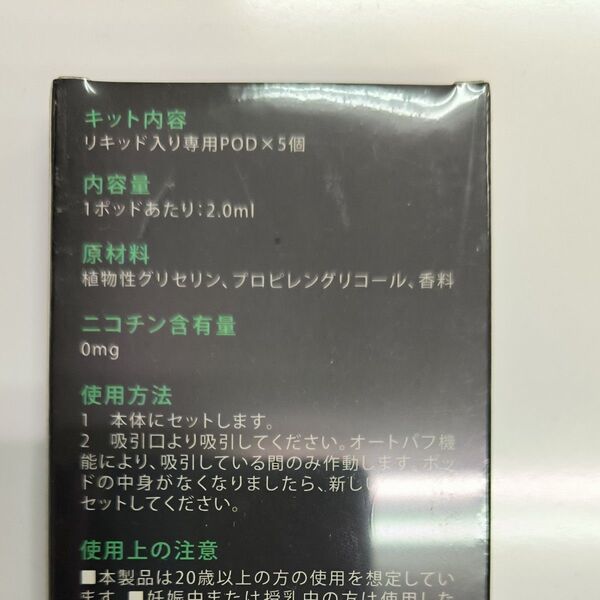 キット内容
リキッド入り専用POD×5個
内容量
1ポッドあたり:2.0ml
原材料
植物性グリセリン、プロピレングリコール、香料
ニコチン含有量
0mg
使用方法
1 本体にセットします。
2 吸引口より吸引してください。オートパフ機
能により、吸引している間のみ作動します。ポッ
ドの中身がなくなりましたら、新しい
セットしてください。
使用上の注意
■本製品は20歳以上の方の使用を想定してい
ます。■妊娠中または授乳中の方は使用した